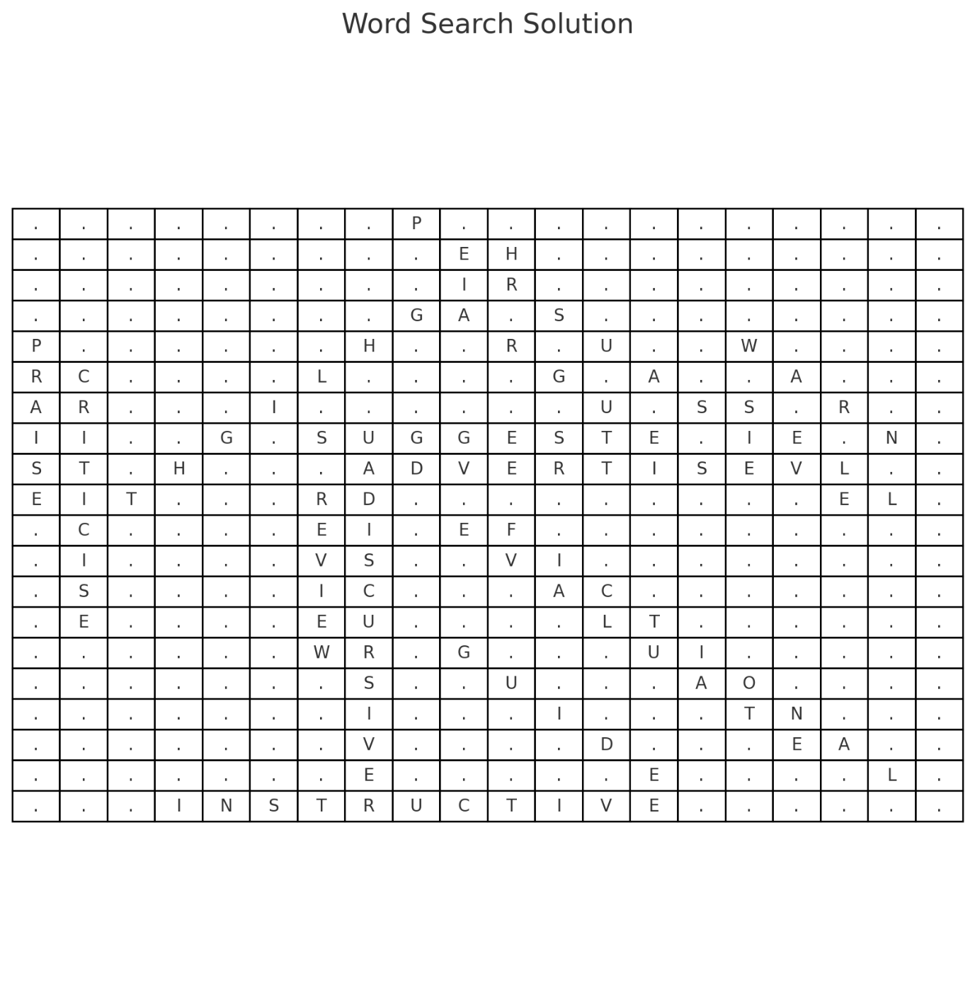 Word Search Solution
. . . . . . . . P . . . . . . . . . . .
. . . . . . . . . E H . . . . . . . . .
. . . . . . . . . I R . . . . . . . . .
. . . . . . . . G A . S . . . . . . . .
P . . . . . . H . . R . U . . W . . . .
R C . . . . L . . . . G . A . . A . . .
A R . . . I . . . . . . U . S S . R . .
I I . . G . S U G G E S T E . I E . N .
S T . H . . . A D V E R T I S E V L . .
E I T . . . R D . . . . . . . . . E L .
. C . . . . E I . E F . . . . . . . . .
. I . . . . V S . . V I . . . . . . . .
. S . . . . I C . . . A C . . . . . . .
. E . . . . E U . . . . L T . . . . . .
. . . . . . W R . G . . . U I . . . . .
. . . . . . . S . . U . . . A O . . . .
. . . . . . . I . . . I . . . T N . . .
. . . . . . . V . . . . D . . . E A . .
. . . . . . . E . . . . . E . . . . L .
. . . I N S T R U C T I V E . . . . . .